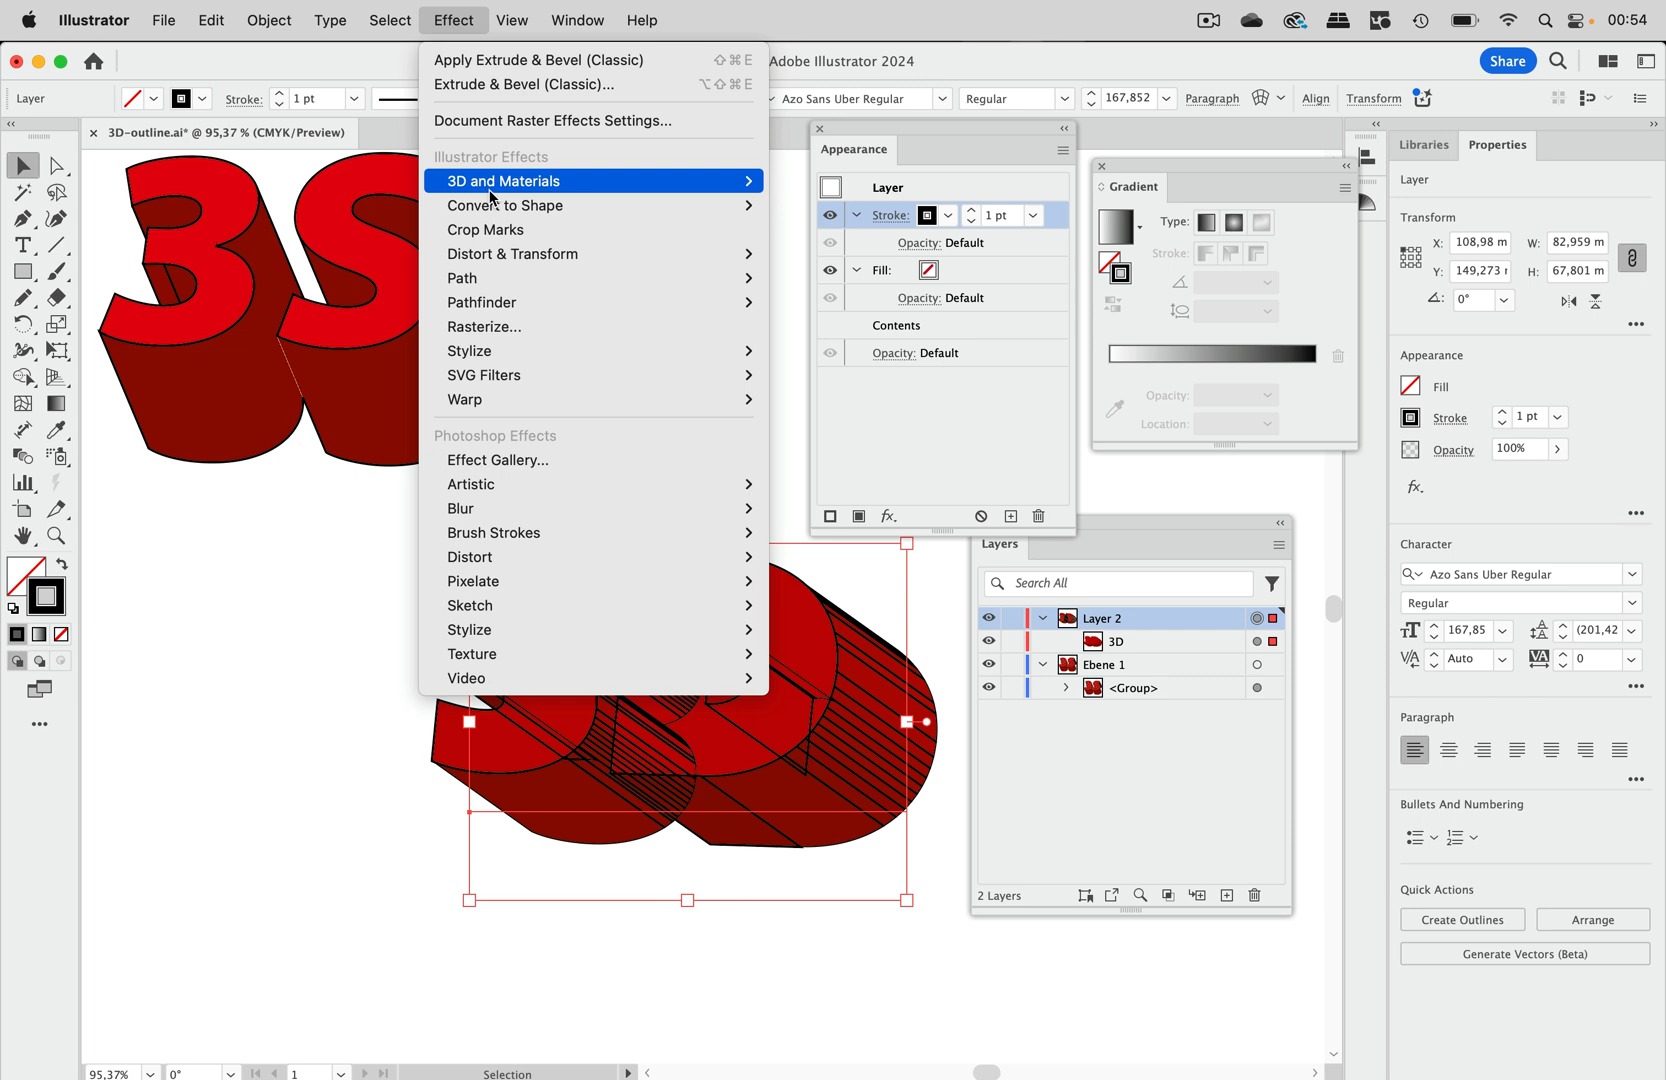 Illustrator File Edit Object Type Select Effect View Window Help 00:54
Adobe Illustrator 2024 Share
Layer Stroke: 1 pt Azo Sans Uber Regular Regular 167,852 Paragraph Align Transform
3D-outline.ai* @ 95,37 % (CMYK/Preview)
Apply Extrude & Bevel (Classic) ⇧⌘E
Extrude & Bevel (Classic)... ⌥⇧⌘E
Document Raster Effects Settings...
Illustrator Effects
3D and Materials
Convert to Shape
Crop Marks
Distort & Transform
Path
Pathfinder
Rasterize...
Stylize
SVG Filters
Warp
Photoshop Effects
Effect Gallery...
Artistic
Blur
Brush Strokes
Distort
Pixelate
Sketch
Stylize
Texture
Video
3S
Appearance
Layer
Stroke: 1 pt
Opacity: Default
Fill:
Opacity: Default
Contents
Opacity: Default
fx.
Gradient
Type:
Stroke:
Opacity:
Location:
Layers
Search All
Layer 2
3D
Ebene 1
<Group>
2 Layers
Libraries Properties
Layer
Transform
X: 108,98 m W: 82,959 m
Y: 149,273 r H: 67,801 m
0°
Appearance
Fill
Stroke 1 pt
Opacity 100%
fx.
Character
Azo Sans Uber Regular
Regular
167,85 (201,42
Auto 0
Paragraph
Bullets And Numbering
Quick Actions
Create Outlines Arrange
Generate Vectors (Beta)
95,37% 0° 1 Selection